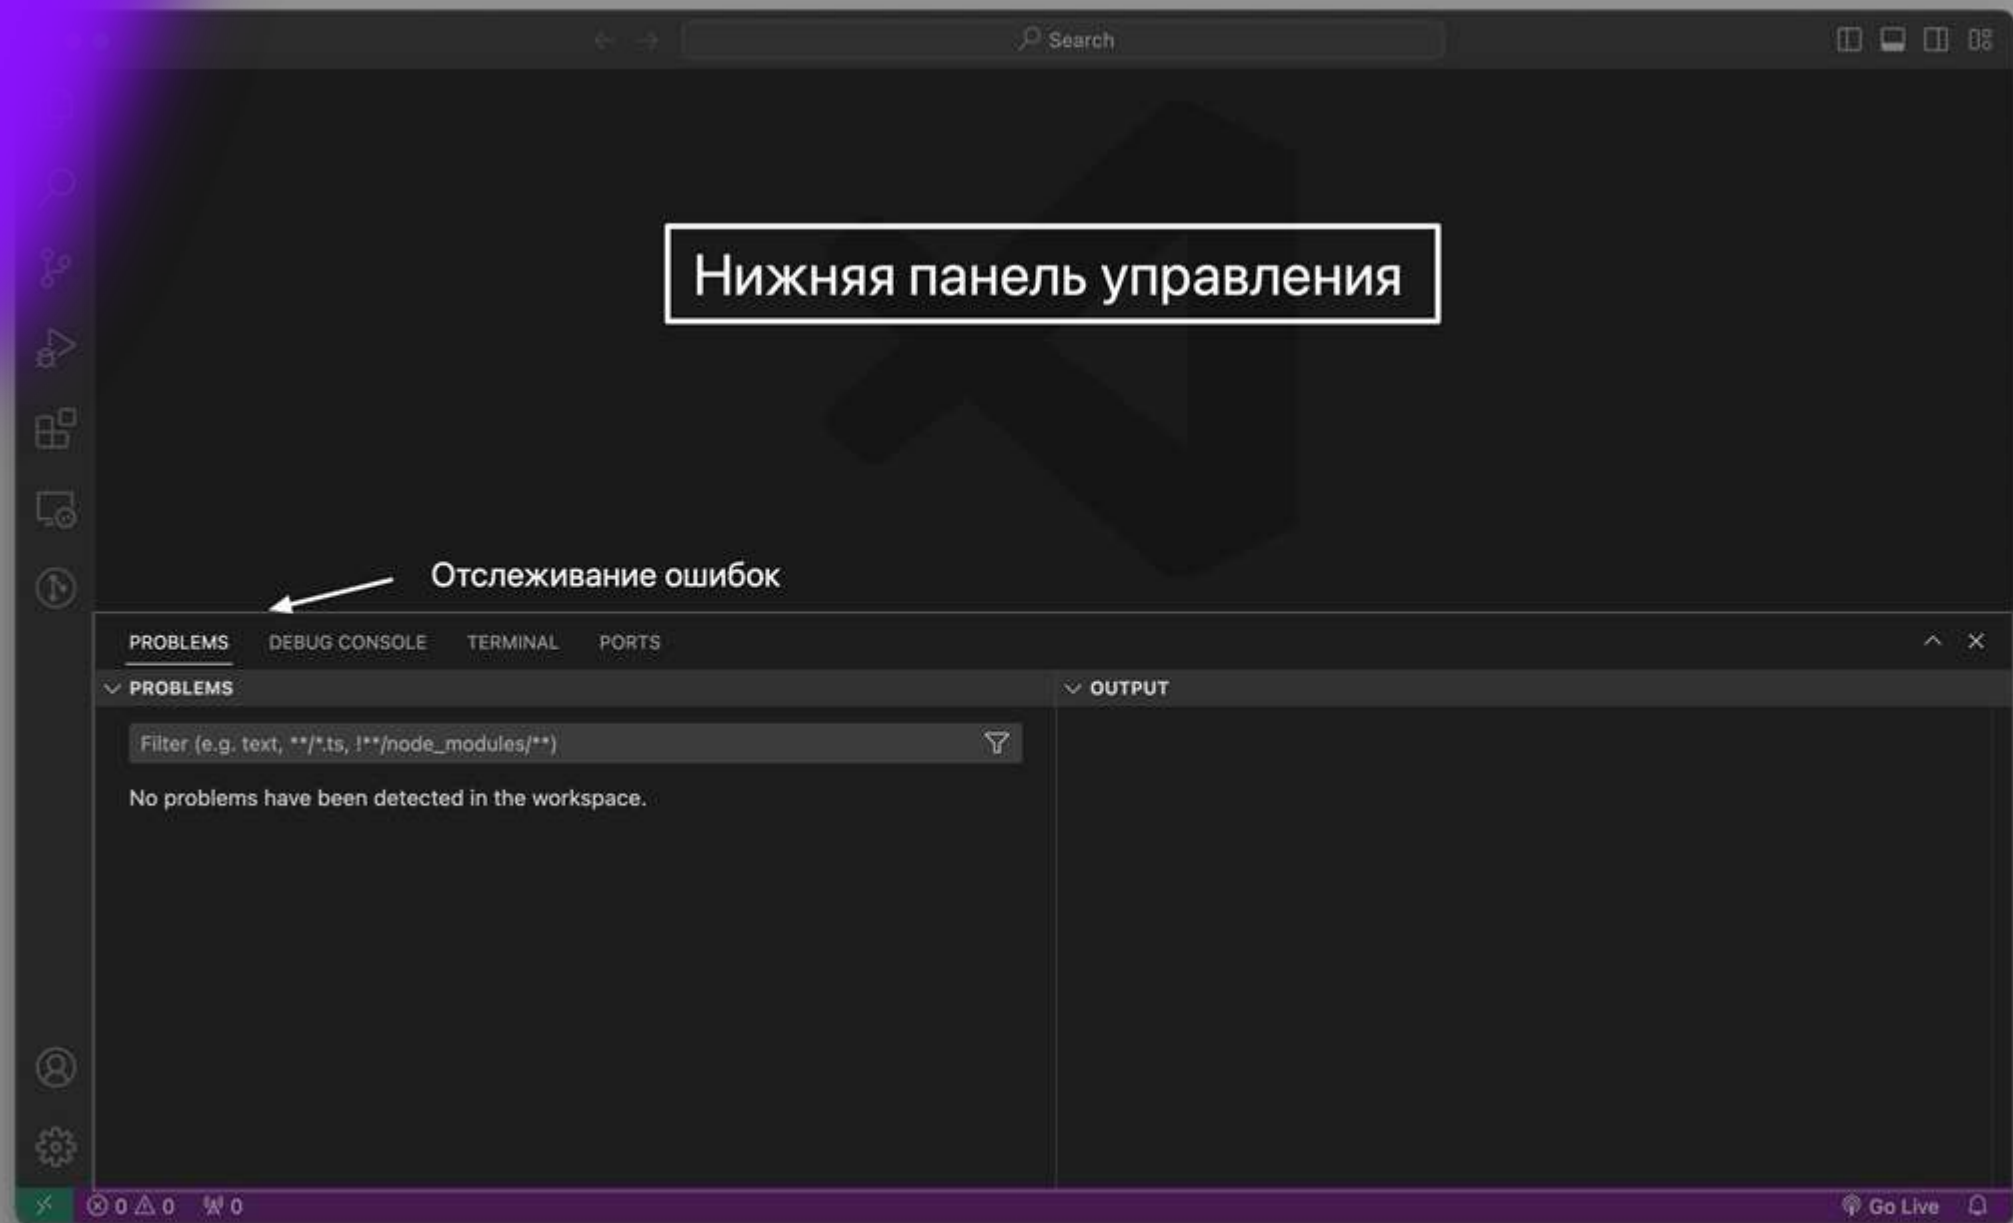 Search
Нижняя панель управления
Отслеживание ошибок
PROBLEMS DEBUG CONSOLE TERMINAL PORTS
PROBLEMS
OUTPUT
Filter (e.g. text, **/*.ts, !**/node_modules/**)
No problems have been detected in the workspace.
0 0 0
Go Live